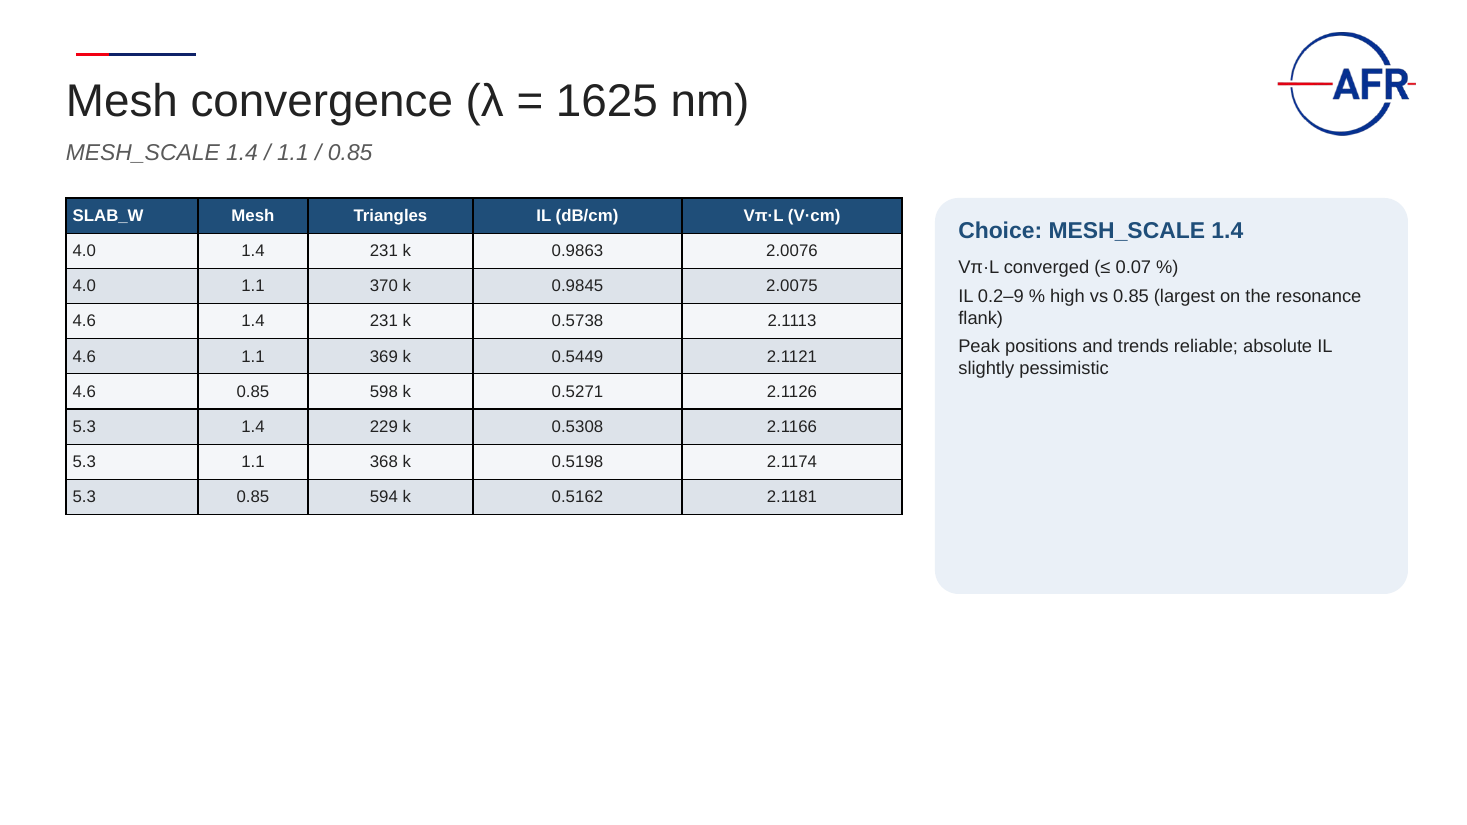 AFR
Mesh convergence (λ = 1625 nm)
MESH_SCALE 1.4 / 1.1 / 0.85
SLAB_W Mesh Triangles IL (dB/cm) Vπ·L (V·cm)
4.0 1.4 231 k 0.9863 2.0076
4.0 1.1 370 k 0.9845 2.0075
4.6 1.4 231 k 0.5738 2.1113
4.6 1.1 369 k 0.5449 2.1121
4.6 0.85 598 k 0.5271 2.1126
5.3 1.4 229 k 0.5308 2.1166
5.3 1.1 368 k 0.5198 2.1174
5.3 0.85 594 k 0.5162 2.1181
Choice: MESH_SCALE 1.4
Vπ·L converged (≤ 0.07 %)
IL 0.2–9 % high vs 0.85 (largest on the resonance
flank)
Peak positions and trends reliable; absolute IL
slightly pessimistic